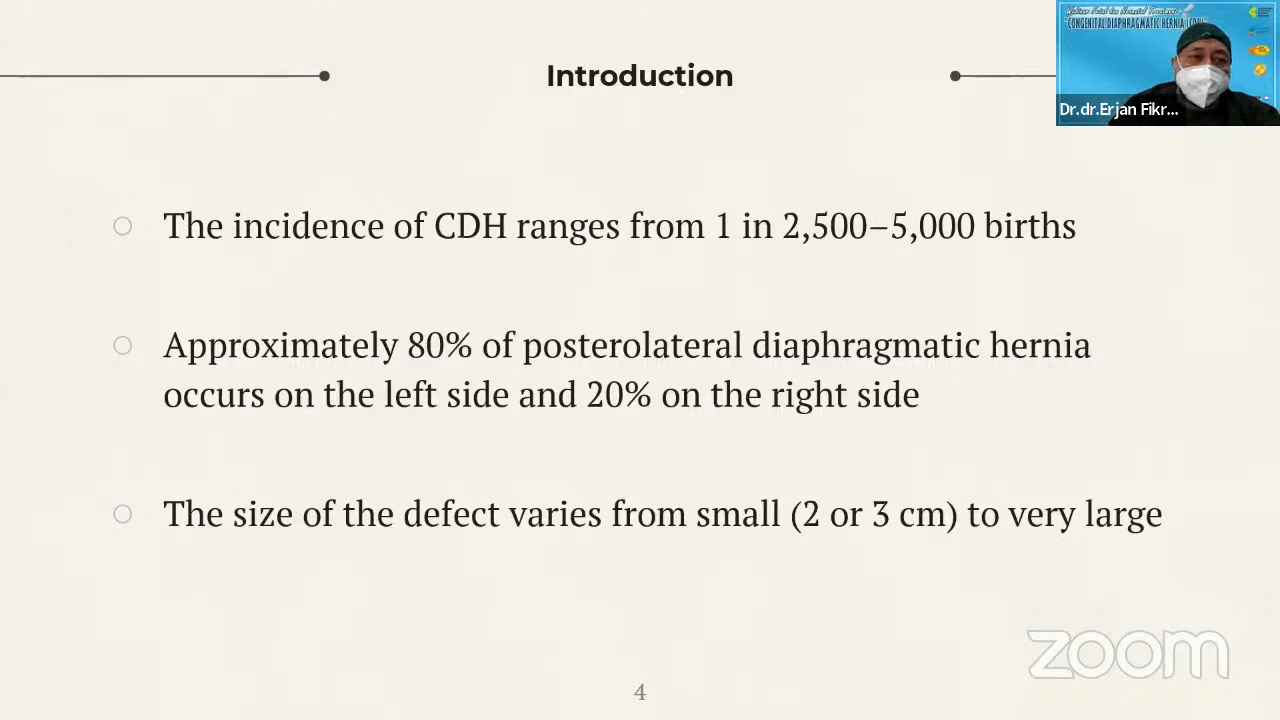 Introduction
CONGENITAL DIAPHRAGMATIC HERNIA
Dr.dr.Erjan Fikr...
The incidence of CDH ranges from 1 in 2,500–5,000 births
Approximately 80% of posterolateral diaphragmatic hernia
occurs on the left side and 20% on the right side
The size of the defect varies from small (2 or 3 cm) to very large
zoom
4